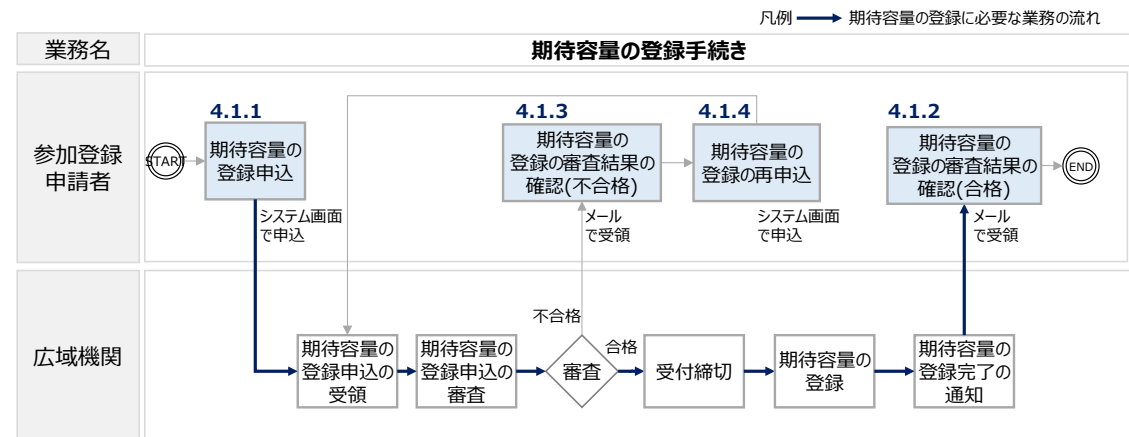 凡例 期待容量の登録に必要な業務の流れ
業務名
期待容量の登録手続き
参加登録
申請者
START
4.1.1
期待容量の
登録申込
システム画面
で申込
4.1.3
期待容量の
登録の審査結果の
確認(不合格)
メール
で受領
4.1.4
期待容量の
登録の再申込
システム画面
で申込
4.1.2
期待容量の
登録の審査結果の
確認(合格)
メール
で受領
END
広域機関
期待容量の
登録申込の
受領
期待容量の
登録申込の
審査
不合格
審査
合格
受付締切
期待容量の
登録
期待容量の
登録完了の
通知